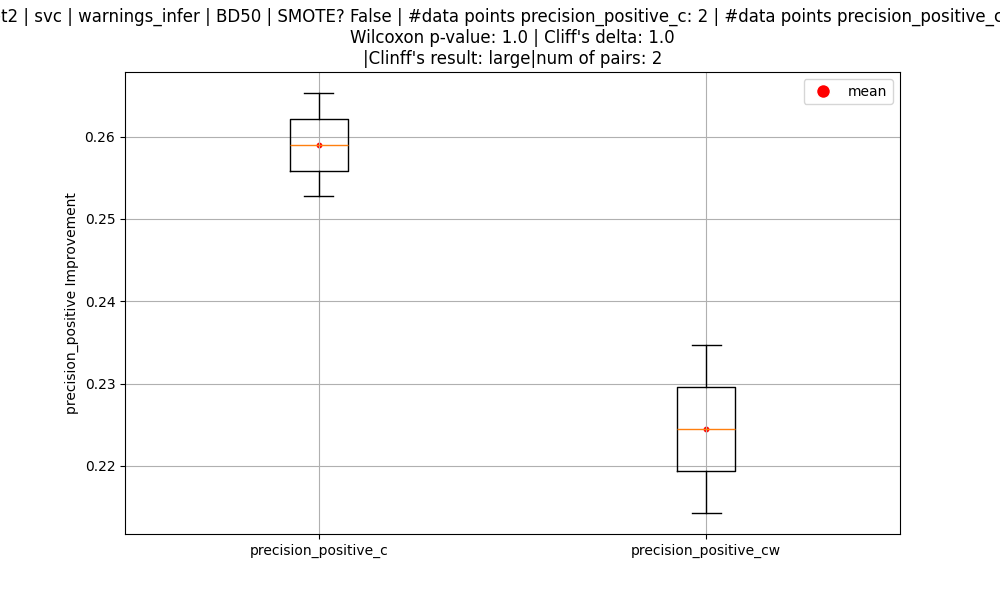 t2 | svc | warnings_infer | BD50 | SMOTE? False | #data points precision_positive_c: 2 | #data points precision_positive_c
Wilcoxon p-value: 1.0 | Cliff's delta: 1.0
|Clinff's result: large|num of pairs: 2
mean
precision_positive Improvement
0.26
0.25
0.24
0.23
0.22
precision_positive_c
precision_positive_cw